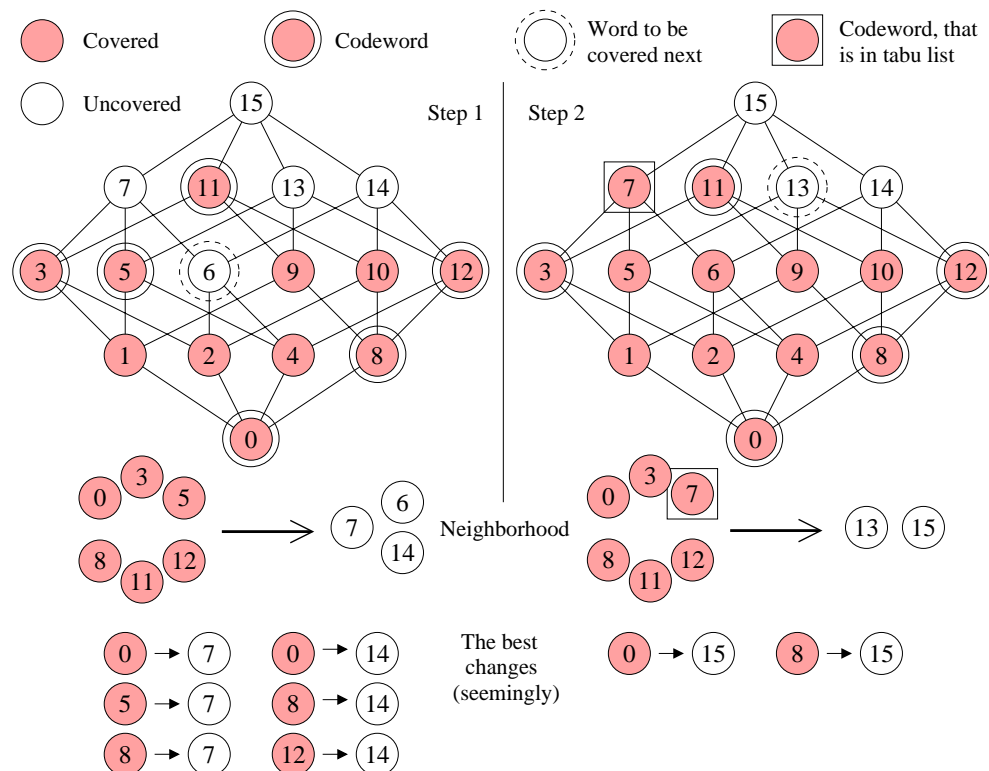 Covered
Codeword
Word to be
covered next
Codeword, that
is in tabu list
Uncovered
Step 1
Step 2
15
7 11 13 14
3 5 6 9 10 12
1 2 4 8
0
15
7 11 13 14
3 5 6 9 10 12
1 2 4 8
0
0 3 5
8 11 12
7 6 14
Neighborhood
0 3 7
8 11 12
13 15
0 7
0 14
5 7
8 14
8 7
12 14
The best
changes
(seemingly)
0 15
8 15